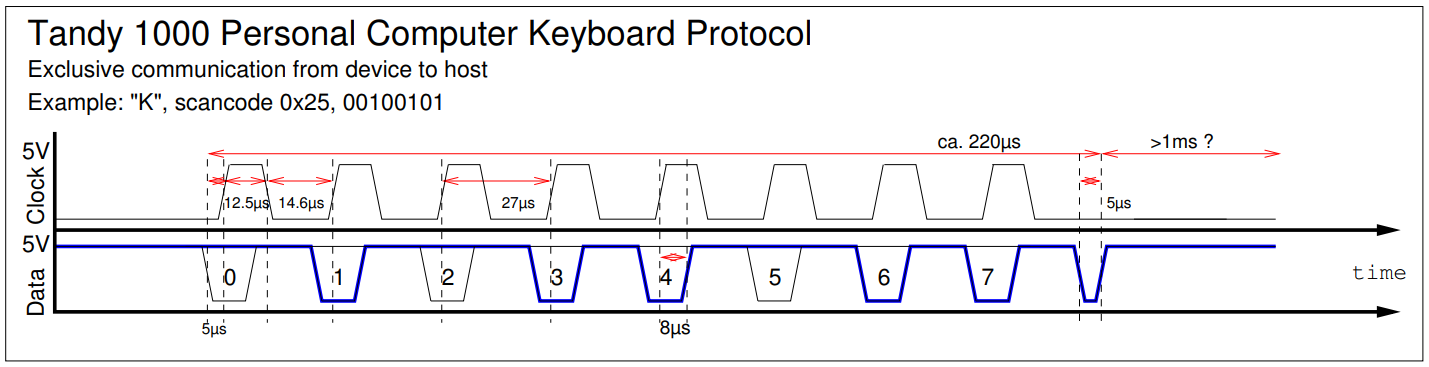 Tandy 1000 Personal Computer Keyboard Protocol
Exclusive communication from device to host
Example: "K", scancode 0x25, 00100101
5V
ca. 220µs
>1ms ?
Clock
12.5µs
14.6µs
27µs
5µs
5V
Data
0
1
2
3
4
5
6
7
time
5µs
8µs